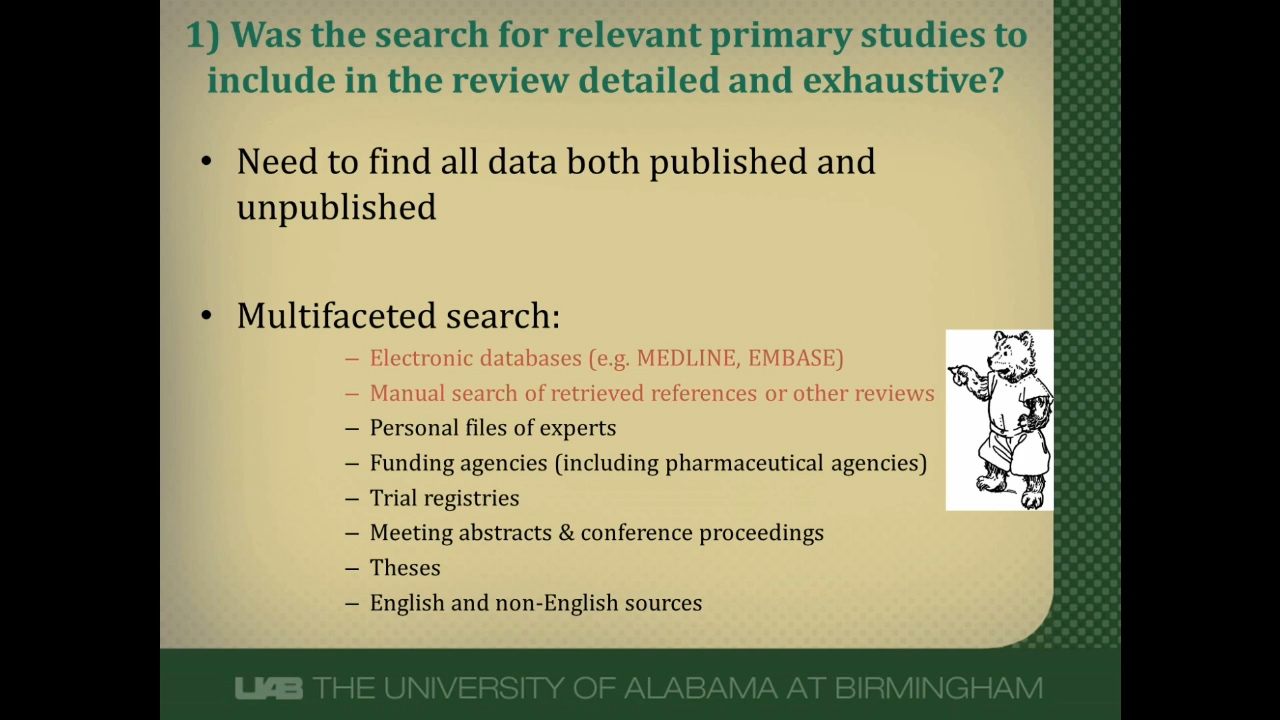 1) Was the search for relevant primary studies to
include in the review detailed and exhaustive?
• Need to find all data both published and
unpublished
• Multifaceted search:
– Electronic databases (e.g. MEDLINE, EMBASE)
– Manual search of retrieved references or other reviews
– Personal files of experts
– Funding agencies (including pharmaceutical agencies)
– Trial registries
– Meeting abstracts & conference proceedings
– Theses
– English and non-English sources
UAB THE UNIVERSITY OF ALABAMA AT BIRMINGHAM